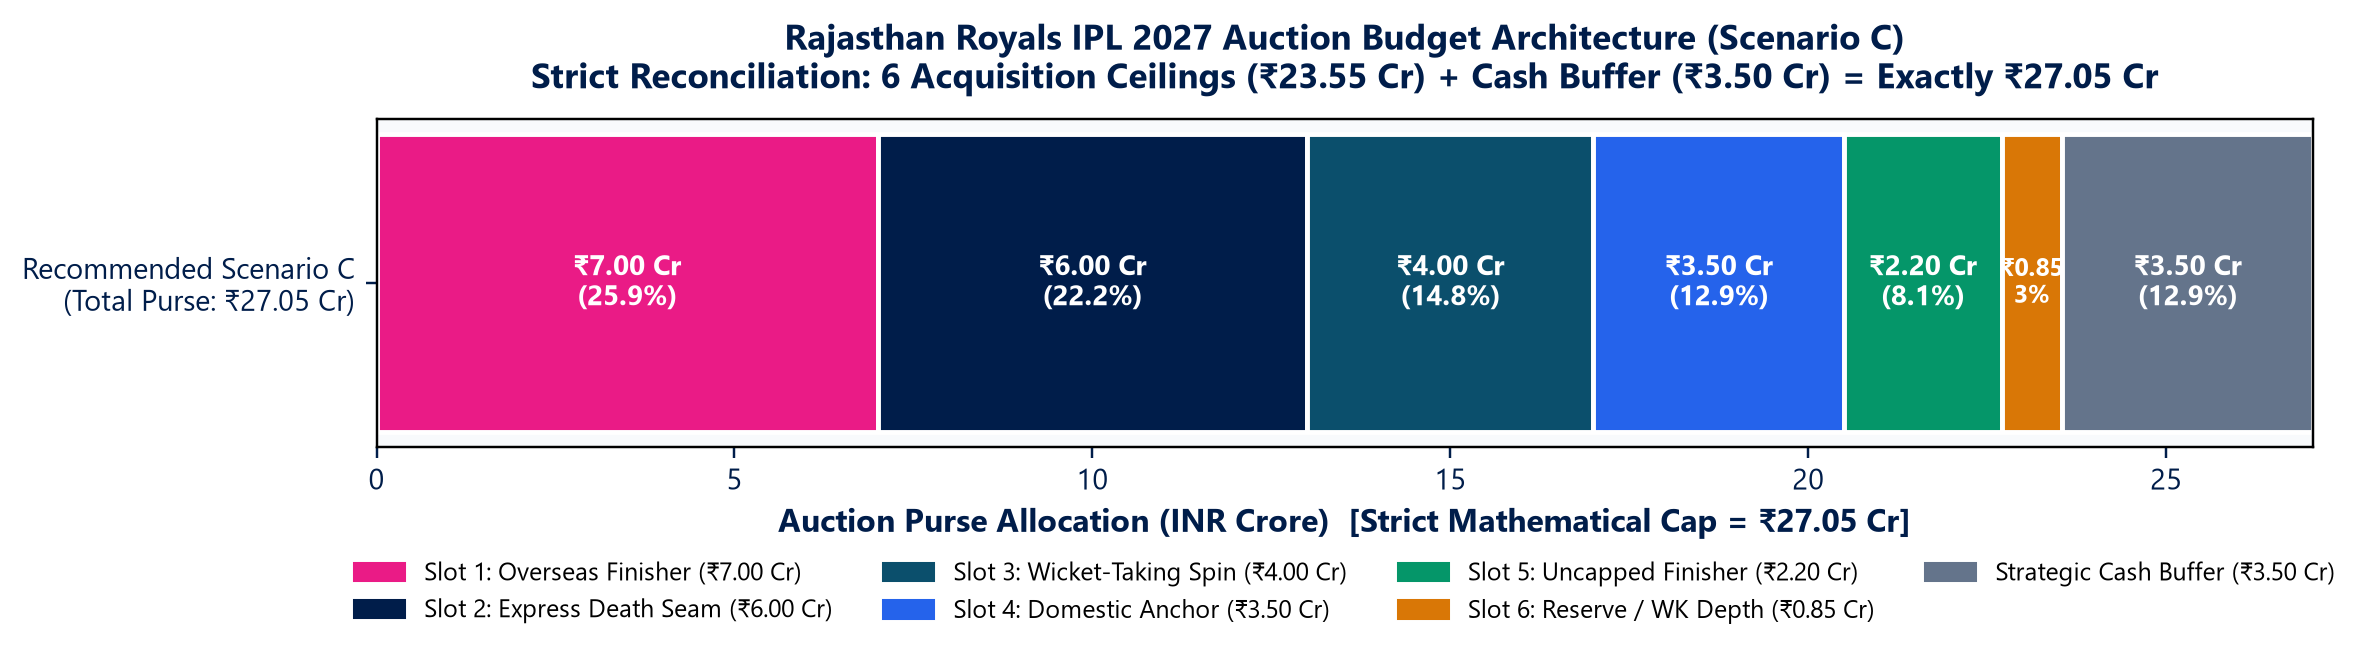 Rajasthan Royals IPL 2027 Auction Budget Architecture (Scenario C)
Strict Reconciliation: 6 Acquisition Ceilings (₹23.55 Cr) + Cash Buffer (₹3.50 Cr) = Exactly ₹27.05 Cr
Recommended Scenario C
(Total Purse: ₹27.05 Cr)
₹7.00 Cr
(25.9%)
₹6.00 Cr
(22.2%)
₹4.00 Cr
(14.8%)
₹3.50 Cr
(12.9%)
₹2.20 Cr
(8.1%)
₹0.85
3%
₹3.50 Cr
(12.9%)
0 5 10 15 20 25
Auction Purse Allocation (INR Crore) [Strict Mathematical Cap = ₹27.05 Cr]
Slot 1: Overseas Finisher (₹7.00 Cr)
Slot 2: Express Death Seam (₹6.00 Cr)
Slot 3: Wicket-Taking Spin (₹4.00 Cr)
Slot 4: Domestic Anchor (₹3.50 Cr)
Slot 5: Uncapped Finisher (₹2.20 Cr)
Slot 6: Reserve / WK Depth (₹0.85 Cr)
Strategic Cash Buffer (₹3.50 Cr)